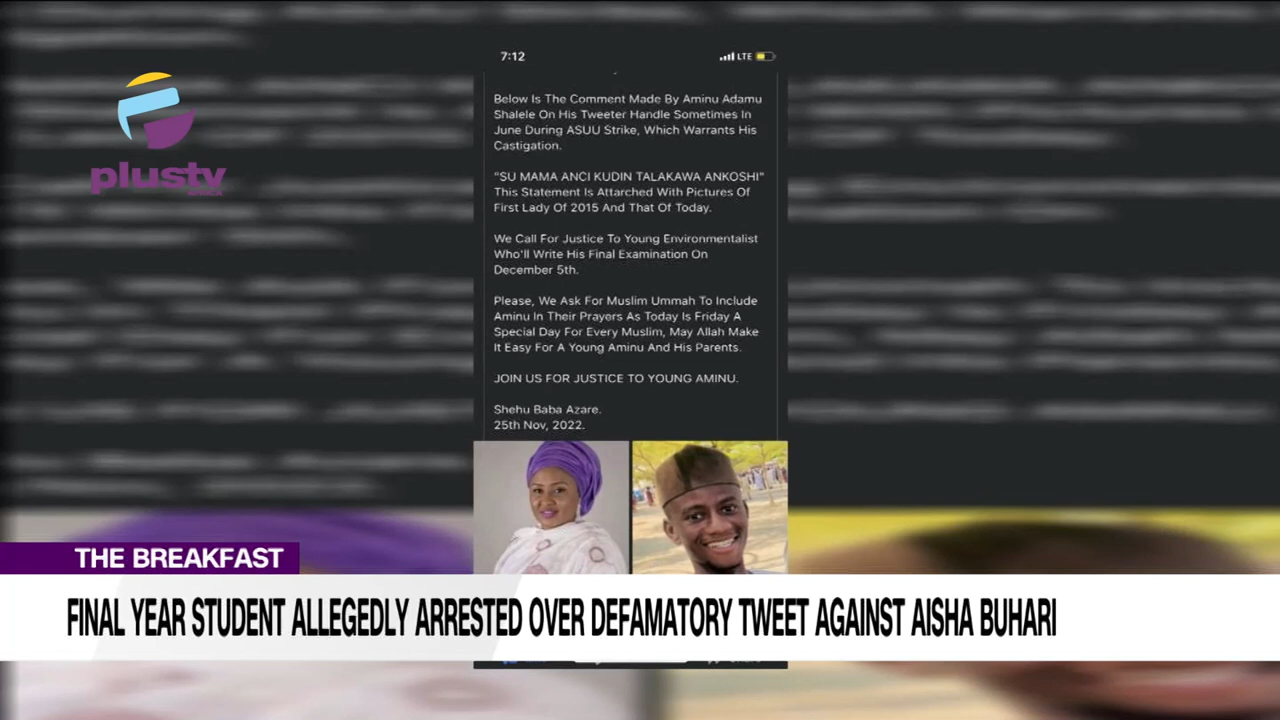 7:12
LTE
plustv
Below Is The Comment Made By Aminu Adamu
Shalele On His Tweeter Handle Sometimes In
June During ASUU Strike, Which Warrants His
Castigation.
"SU MAMA ANCI KUDIN TALAKAWA ANKOSHI"
This Statement Is Attarched With Pictures Of
First Lady Of 2015 And That Of Today.
We Call For Justice To Young Environmentalist
Who'll Write His Final Examination On
December 5th.
Please, We Ask For Muslim Ummah To Include
Aminu In Their Prayers As Today Is Friday A
Special Day For Every Muslim, May Allah Make
It Easy For A Young Aminu And His Parents.
JOIN US FOR JUSTICE TO YOUNG AMINU.
Shehu Baba Azare.
25th Nov, 2022.
THE BREAKFAST
FINAL YEAR STUDENT ALLEGEDLY ARRESTED OVER DEFAMATORY TWEET AGAINST AISHA BUHARI